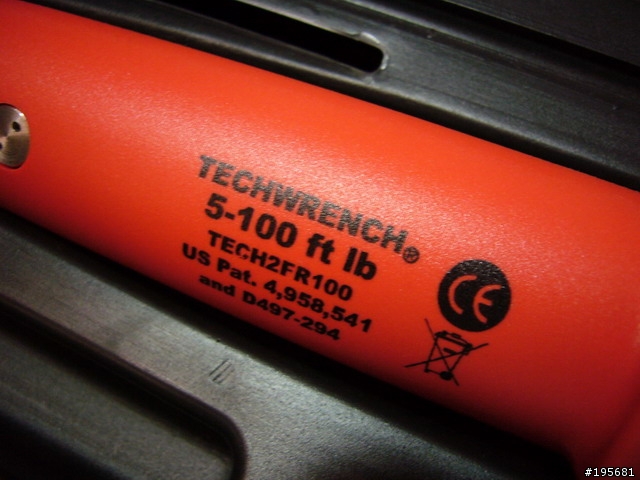 TECHWRENCH®
5-100 ft lb
TECH2FR100
US Pat. 4,958,541
and D497-294
CE
#195681